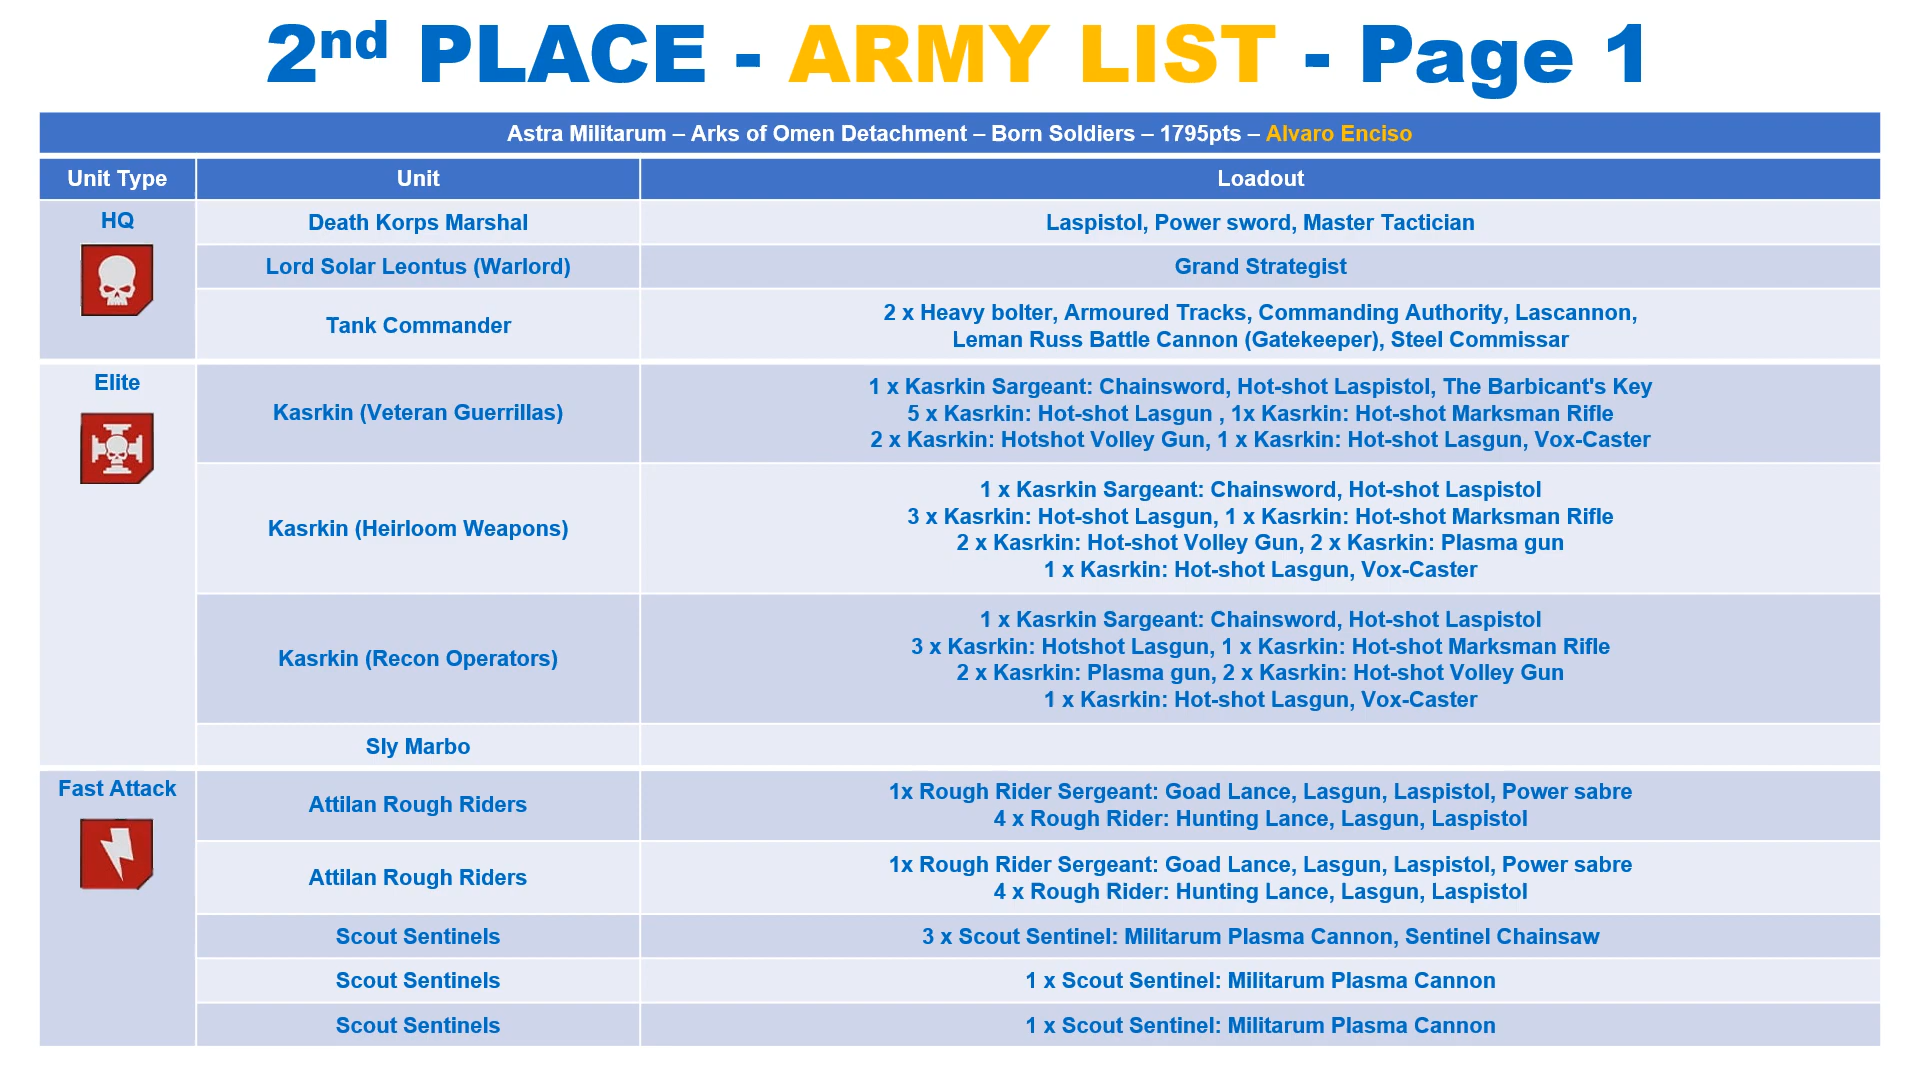 2nd PLACE - ARMY LIST - Page 1
Astra Militarum – Arks of Omen Detachment – Born Soldiers – 1795pts – Alvaro Enciso
Unit Type Unit Loadout
HQ
Death Korps Marshal Laspistol, Power sword, Master Tactician
Lord Solar Leontus (Warlord) Grand Strategist
Tank Commander
2 x Heavy bolter, Armoured Tracks, Commanding Authority, Lascannon,
Leman Russ Battle Cannon (Gatekeeper), Steel Commissar
Elite
Kasrkin (Veteran Guerrillas)
1 x Kasrkin Sargeant: Chainsword, Hot-shot Laspistol, The Barbicant's Key
5 x Kasrkin: Hot-shot Lasgun , 1x Kasrkin: Hot-shot Marksman Rifle
2 x Kasrkin: Hotshot Volley Gun, 1 x Kasrkin: Hot-shot Lasgun, Vox-Caster
Kasrkin (Heirloom Weapons)
1 x Kasrkin Sargeant: Chainsword, Hot-shot Laspistol
3 x Kasrkin: Hot-shot Lasgun, 1 x Kasrkin: Hot-shot Marksman Rifle
2 x Kasrkin: Hot-shot Volley Gun, 2 x Kasrkin: Plasma gun
1 x Kasrkin: Hot-shot Lasgun, Vox-Caster
Kasrkin (Recon Operators)
1 x Kasrkin Sargeant: Chainsword, Hot-shot Laspistol
3 x Kasrkin: Hotshot Lasgun, 1 x Kasrkin: Hot-shot Marksman Rifle
2 x Kasrkin: Plasma gun, 2 x Kasrkin: Hot-shot Volley Gun
1 x Kasrkin: Hot-shot Lasgun, Vox-Caster
Sly Marbo
Fast Attack
Attilan Rough Riders
1x Rough Rider Sergeant: Goad Lance, Lasgun, Laspistol, Power sabre
4 x Rough Rider: Hunting Lance, Lasgun, Laspistol
Attilan Rough Riders
1x Rough Rider Sergeant: Goad Lance, Lasgun, Laspistol, Power sabre
4 x Rough Rider: Hunting Lance, Lasgun, Laspistol
Scout Sentinels 3 x Scout Sentinel: Militarum Plasma Cannon, Sentinel Chainsaw
Scout Sentinels 1 x Scout Sentinel: Militarum Plasma Cannon
Scout Sentinels 1 x Scout Sentinel: Militarum Plasma Cannon